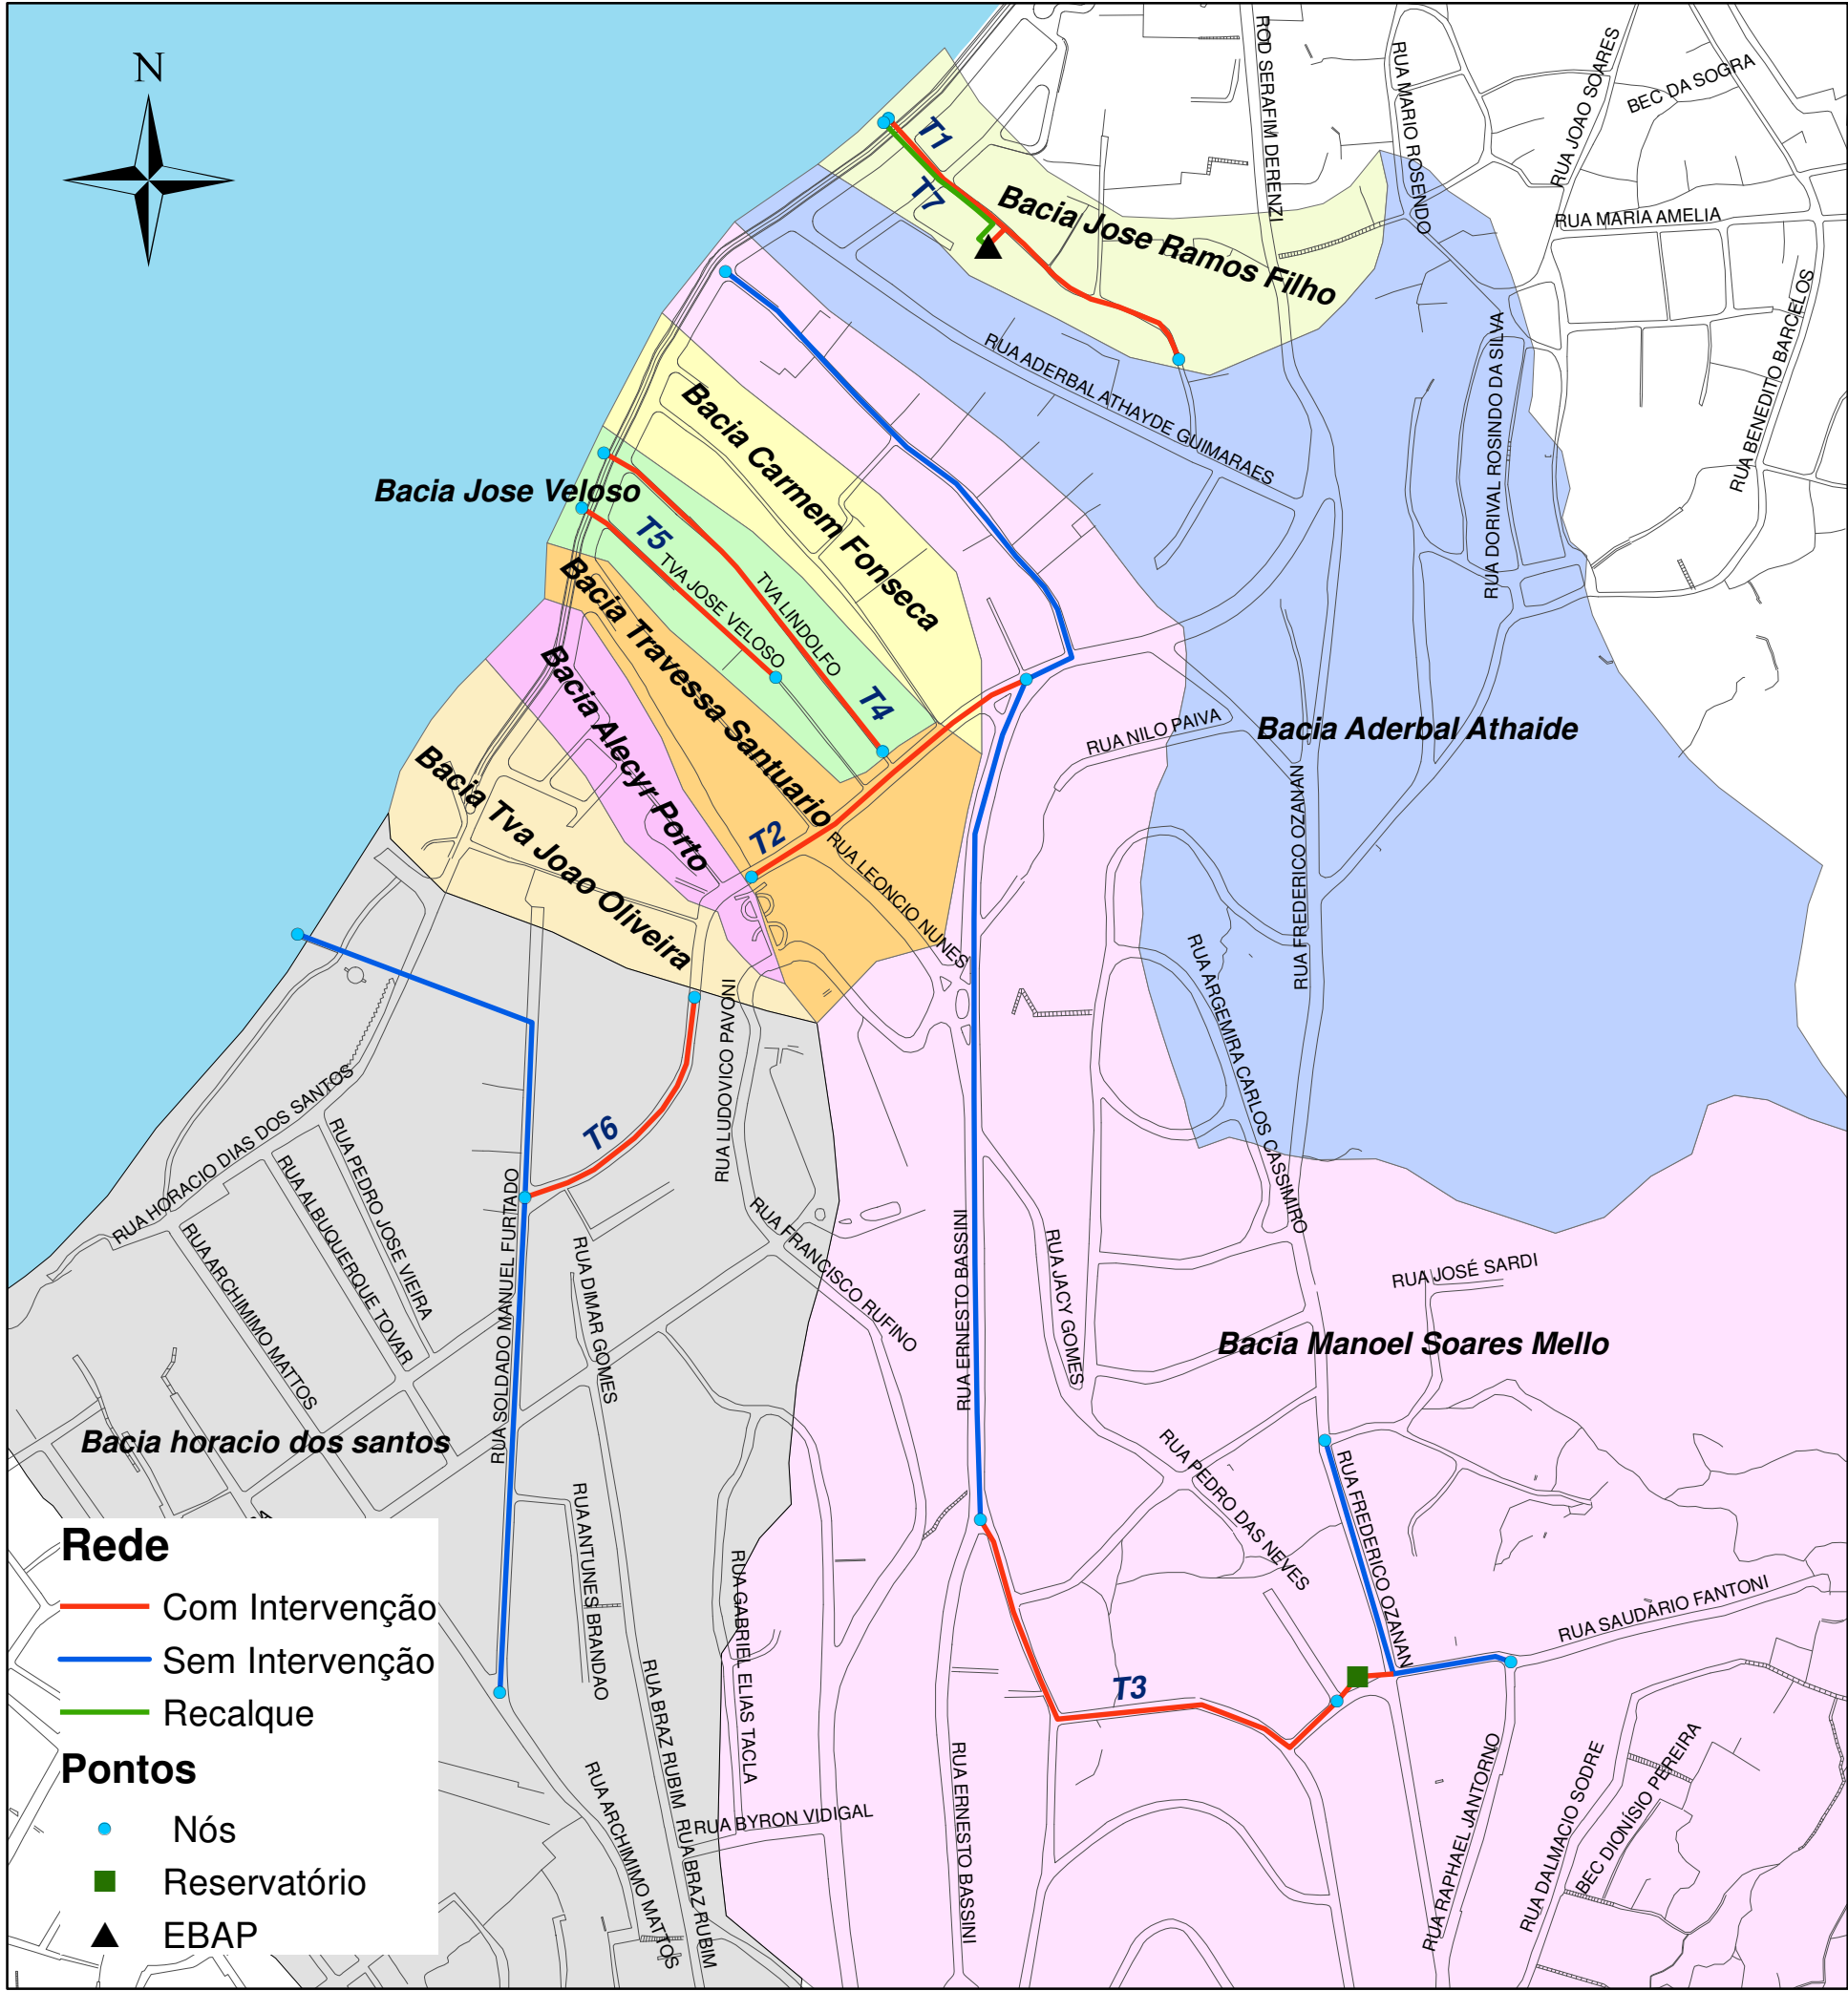 N
ROD SERAFIM DERENZI
RUA MARIO ROSENDO
RUA JOAO SOARES
BEC DA SOGRA
RUA MARIA AMELIA
RUA BENEDITO BARCELOS
T1
T7
Bacia Jose Ramos Filho
RUA ADERBAL ATHAYDE GUIMARAES
RUA DORIVAL ROSINDO DA SILVA
Bacia Carmem Fonseca
Bacia Jose Veloso
T5
TVA JOSE VELOSO
TVA LINDOLFO
T4
Bacia Travessa Santuario
Bacia Alecyr Porto
Bacia Tva Joao Oliveira
T2
RUA LEONCIO NUNES
RUA NILO PAIVA
Bacia Aderbal Athaide
RUA FREDERICO OZANAN
RUA ARGEMIRA CARLOS CASSIMIRO
RUA LUDOVICO PAVONI
T6
RUA HORACIO DIAS DOS SANTOS
RUA PEDRO JOSE VIEIRA
RUA ALBUQUERQUE TOVAR
RUA ARCHIMIMO MATTOS
RUA SOLDADO MANUEL FURTADO
RUA DIMAR GOMES
RUA FRANCISCO RUFINO
RUA ERNESTO BASSINI
RUA JACY GOMES
RUA JOSÉ SARDI
Bacia Manoel Soares Mello
Bacia horacio dos santos
RUA PEDRO DAS NEVES
RUA FREDERICO OZANAN
RUA ANTUNES BRANDAO
RUA GABRIEL ELIAS TACLA
RUA SAUDARIO FANTONI
T3
RUA BRAZ RUBIM
RUA BRAZ RUBIM
RUA ARCHIMIMO MATTOS
RUA BYRON VIDIGAL
RUA ERNESTO BASSINI
RUA RAPHAEL JANTORNO
RUA DALMACIO SODRE
BEC DIONÍSIO PEREIRA
Rede
Com Intervenção
Sem Intervenção
Recalque
Pontos
Nós
Reservatório
EBAP